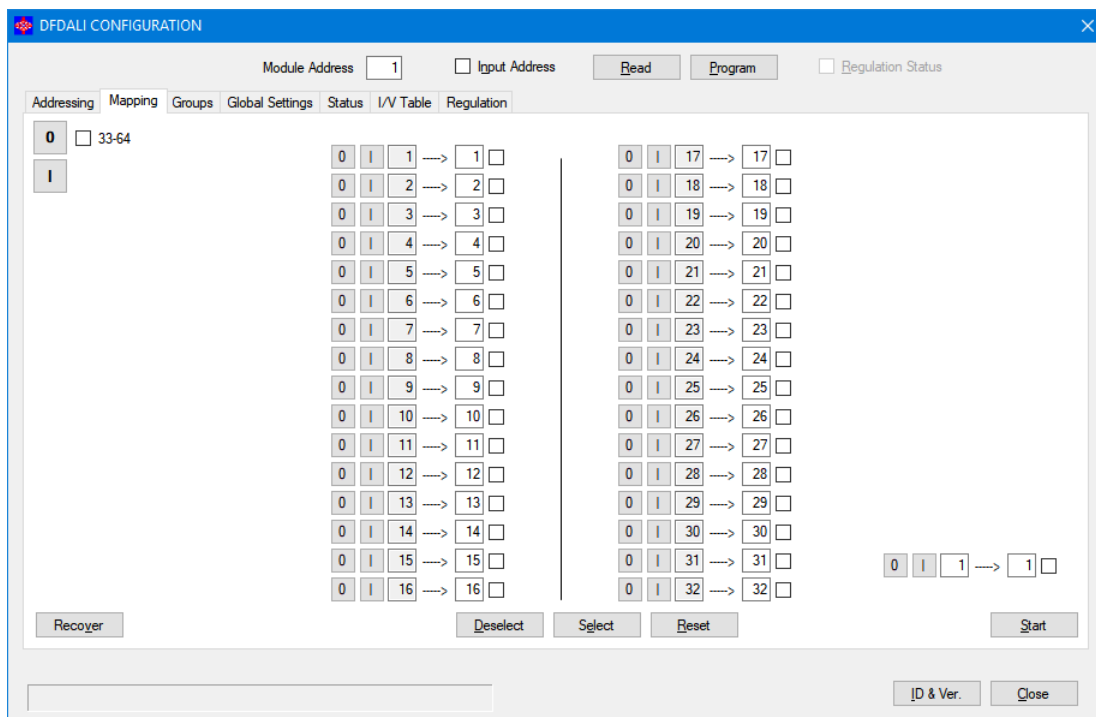 DFDALI CONFIGURATION
Module Address 1 Input Address Read Program Regulation Status
Addressing Mapping Groups Global Settings Status I/V Table Regulation
0 33-64
I
0 I 1 ----> 1 0 I 17 ----> 17
0 I 2 ----> 2 0 I 18 ----> 18
0 I 3 ----> 3 0 I 19 ----> 19
0 I 4 ----> 4 0 I 20 ----> 20
0 I 5 ----> 5 0 I 21 ----> 21
0 I 6 ----> 6 0 I 22 ----> 22
0 I 7 ----> 7 0 I 23 ----> 23
0 I 8 ----> 8 0 I 24 ----> 24
0 I 9 ----> 9 0 I 25 ----> 25
0 I 10 ----> 10 0 I 26 ----> 26
0 I 11 ----> 11 0 I 27 ----> 27
0 I 12 ----> 12 0 I 28 ----> 28
0 I 13 ----> 13 0 I 29 ----> 29
0 I 14 ----> 14 0 I 30 ----> 30
0 I 15 ----> 15 0 I 31 ----> 31 0 I 1 ----> 1
0 I 16 ----> 16 0 I 32 ----> 32
Recover Deselect Select Reset Start
ID & Ver. Close